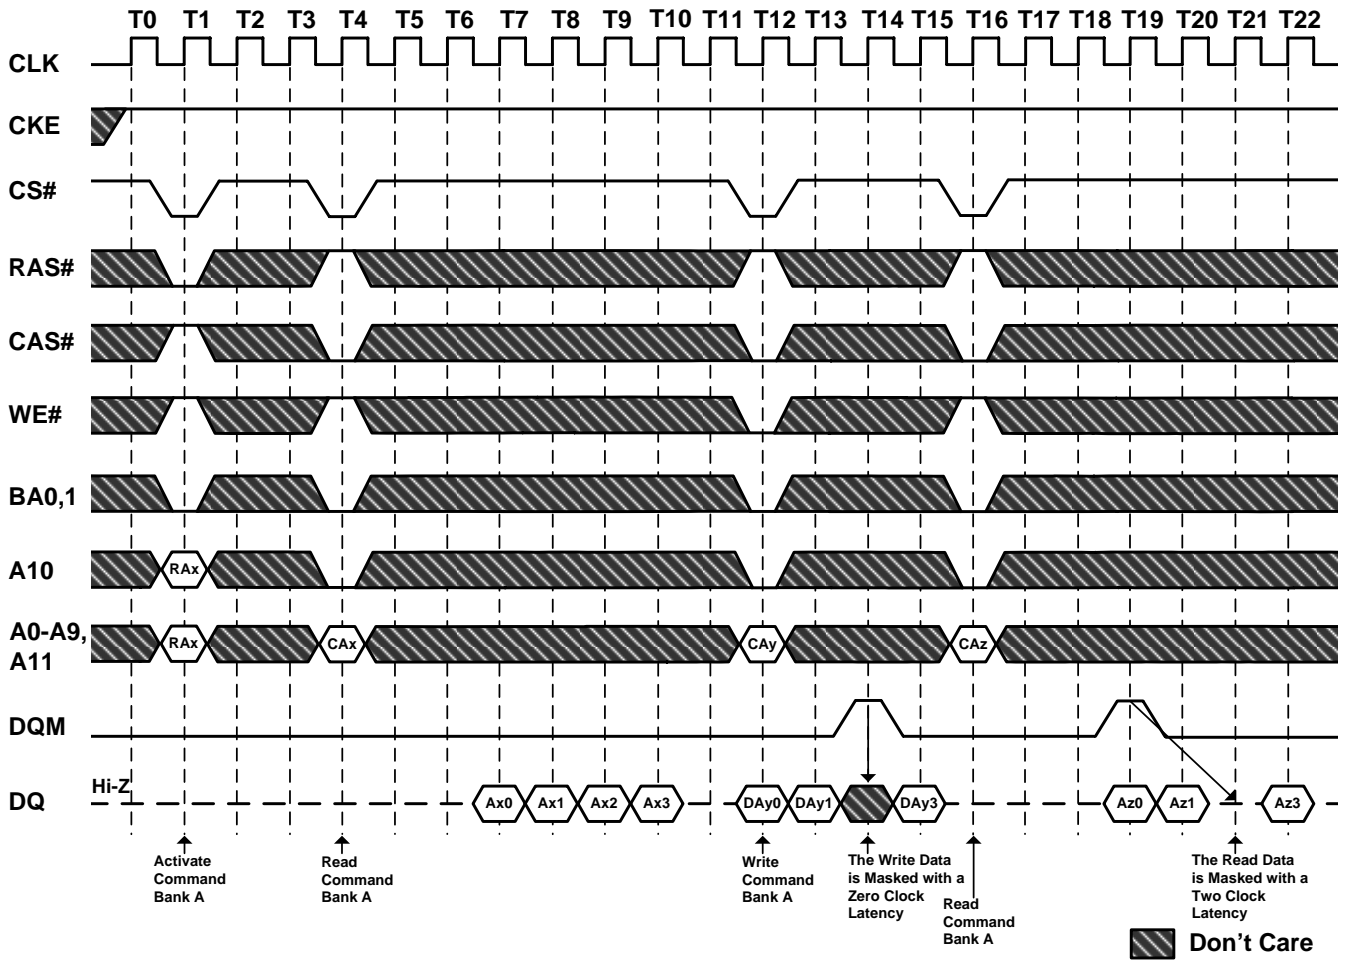 T0 T1 T2 T3 T4 T5 T6 T7 T8 T9 T10 T11 T12 T13 T14 T15 T16 T17 T18 T19 T20 T21 T22
CLK
CKE
CS#
RAS#
CAS#
WE#
BA0,1
A10 RAx
A0-A9,
A11
RAx CAx CAy CAz
DQM
Hi-Z
DQ Ax0 Ax1 Ax2 Ax3 DAy0 DAy1 DAy3 Az0 Az1 Az3
Activate
Command
Bank A
Read
Command
Bank A
Write
Command
Bank A
The Write Data
is Masked with a
Zero Clock
Latency
Read
Command
Bank A
The Read Data
is Masked with a
Two Clock
Latency
Don't Care